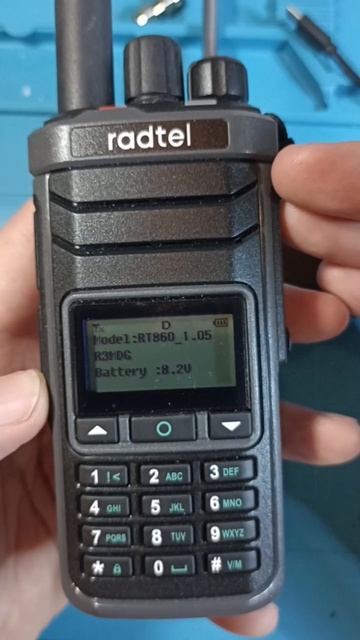 radtel
Tx D
Model:RT860_1.05
R3MDG
Battery :8.2V
1 !< 2 ABC 3 DEF
4 GHI 5 JKL 6 MNO
7 PQRS 8 TUV 9 WXYZ
* 0 # V/M